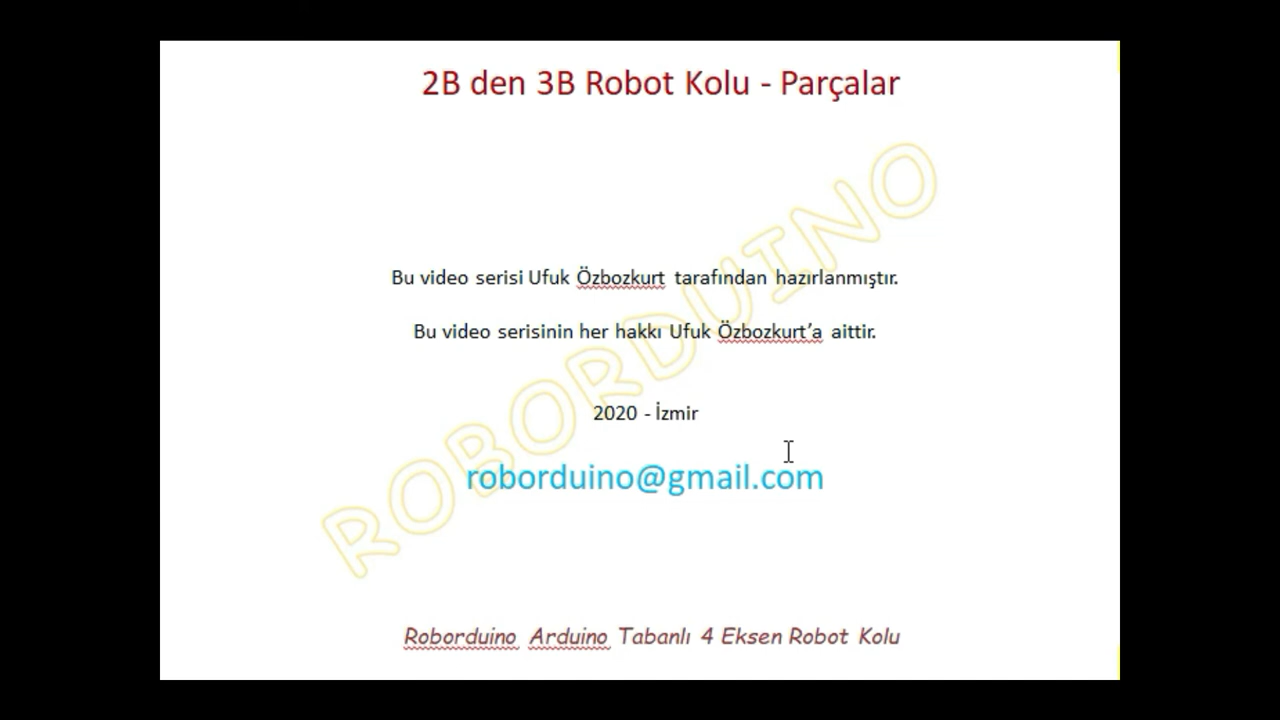 2B den 3B Robot Kolu - Parçalar
ROBORDUINO
Bu video serisi Ufuk Özbozkurt tarafından hazırlanmıştır.
Bu video serisinin her hakkı Ufuk Özbozkurt’a aittir.
2020 - İzmir
roborduino@gmail.com
Roborduino Arduino Tabanlı 4 Eksen Robot Kolu